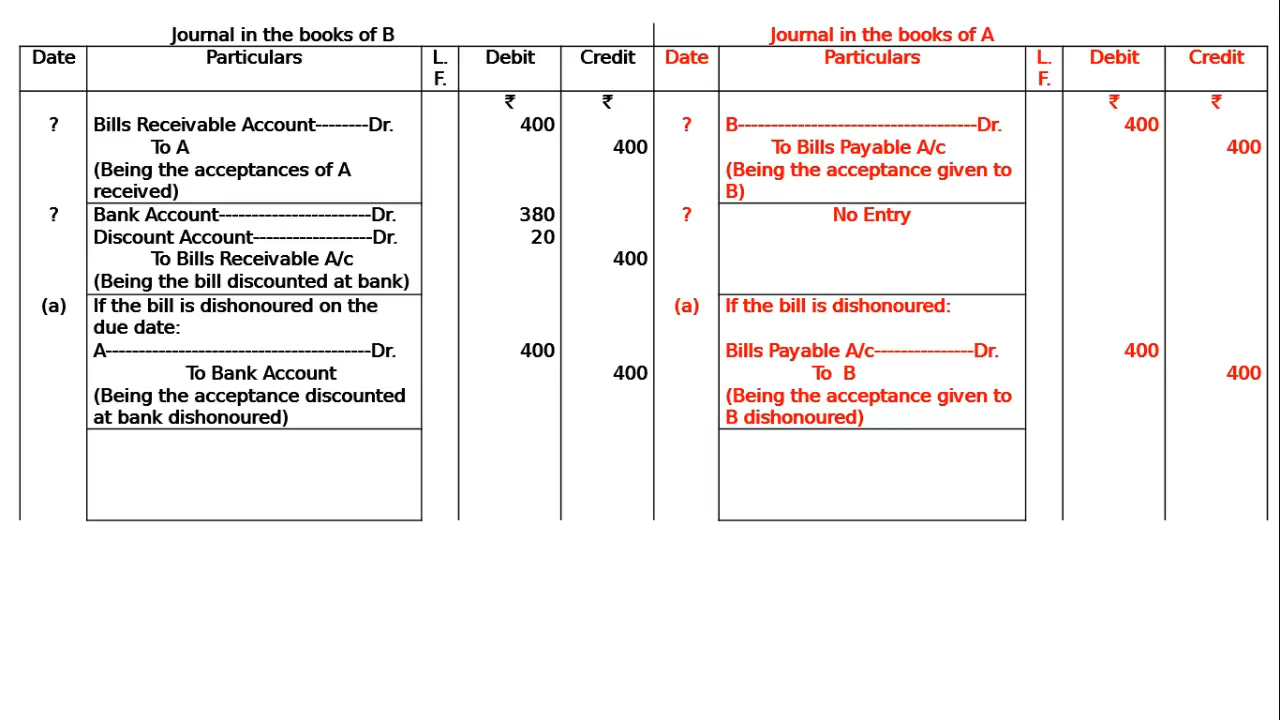 Journal in the books of B
Date Particulars L. F. Debit Credit
₹ ₹
? Bills Receivable Account--------Dr. 400
To A 400
(Being the acceptances of A
received)
? Bank Account-----------------------Dr. 380
Discount Account------------------Dr. 20
To Bills Receivable A/c 400
(Being the bill discounted at bank)
(a) If the bill is dishonoured on the
due date:
A----------------------------------------Dr. 400
To Bank Account 400
(Being the acceptance discounted
at bank dishonoured)
Journal in the books of A
Date Particulars L. F. Debit Credit
₹ ₹
? B------------------------------------Dr. 400
To Bills Payable A/c 400
(Being the acceptance given to
B)
? No Entry
(a) If the bill is dishonoured:
Bills Payable A/c---------------Dr. 400
To B 400
(Being the acceptance given to
B dishonoured)